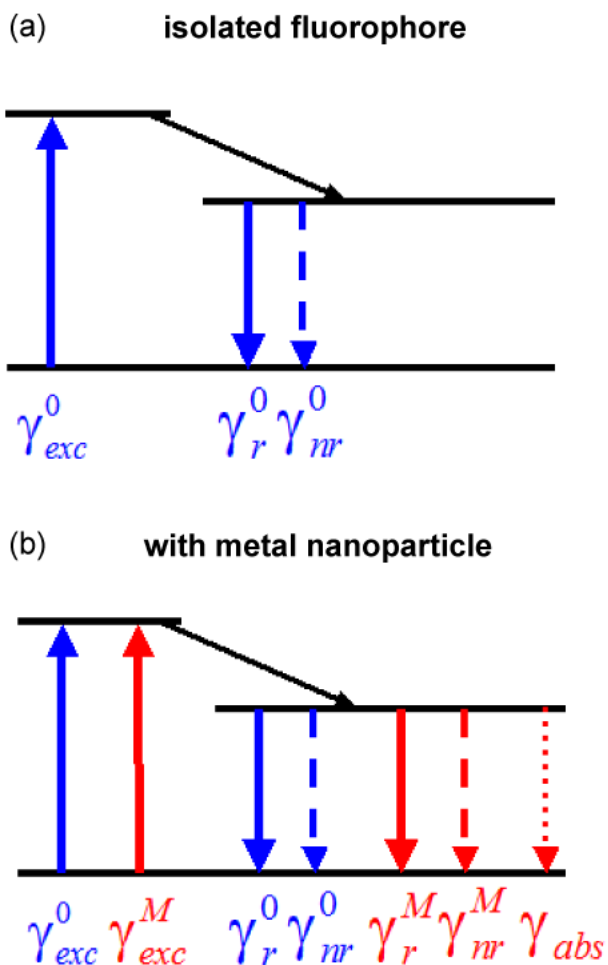 (a) isolated fluorophore
γ⁰exc γ⁰r γ⁰nr
(b) with metal nanoparticle
γ⁰exc γᴹexc γ⁰r γ⁰nr γᴹr γᴹnr γabs